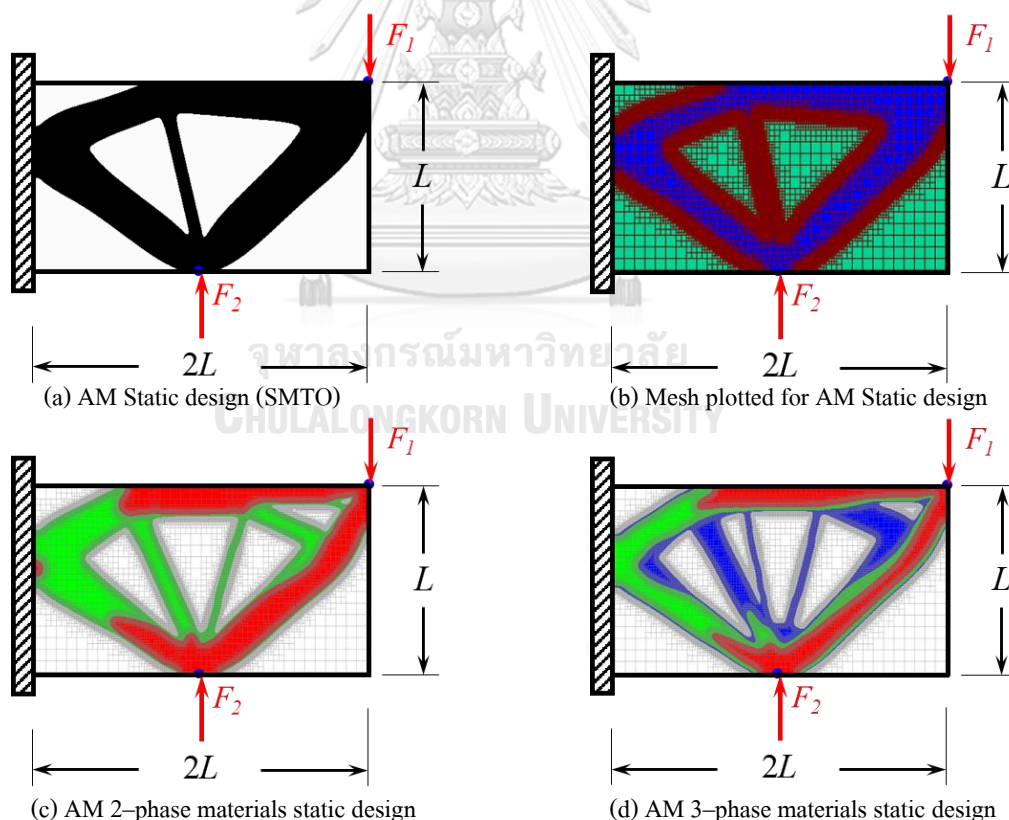 F1
F1
L
L
F2
F2
จุฬาลงกรณ์มหาวิทยาลัย
2L
2L
(a) AM Static design (SMTO)
(b) Mesh plotted for AM Static design
CHULALONGKORN UNIVERSITY
F1
F1
L
L
F2
F2
2L
2L
(c) AM 2–phase materials static design
(d) AM 3–phase materials static design